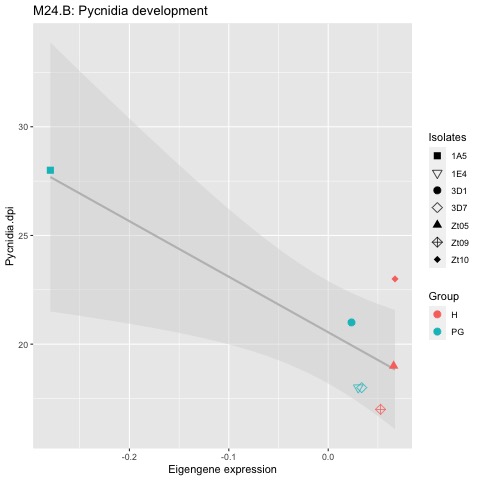 M24.B: Pycnidia development
Pycnidia.dpi
30
25
20
-0.2
-0.1
0.0
Eigengene expression
Isolates
1A5
1E4
3D1
3D7
Zt05
Zt09
Zt10
Group
H
PG